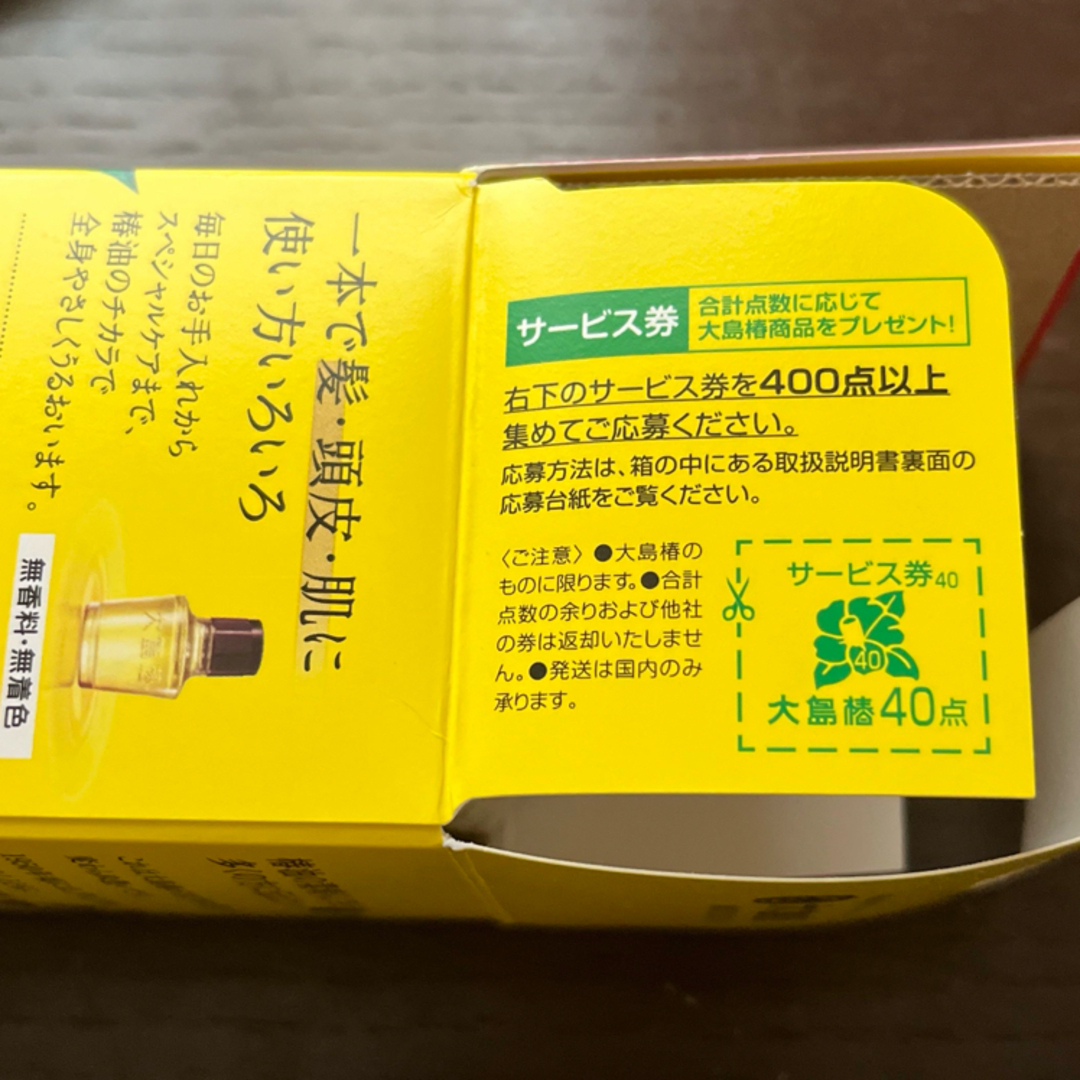 一本で髪・頭皮・肌に
使い方いろいろ
毎日のお手入れから
スペシャルケアまで、
椿油のチカラで
全身やさしくうるおいます。
無香料・無着色
サービス券
合計点数に応じて
大島椿商品をプレゼント!
右下のサービス券を400点以上
集めてご応募ください。
応募方法は、箱の中にある取扱説明書裏面の
応募台紙をご覧ください。
〈ご注意〉●大島椿の
ものに限ります。●合計
点数の余りおよび他社
の券は返却いたしませ
ん。●発送は国内のみ
承ります。
サービス券40
40
大島椿40点